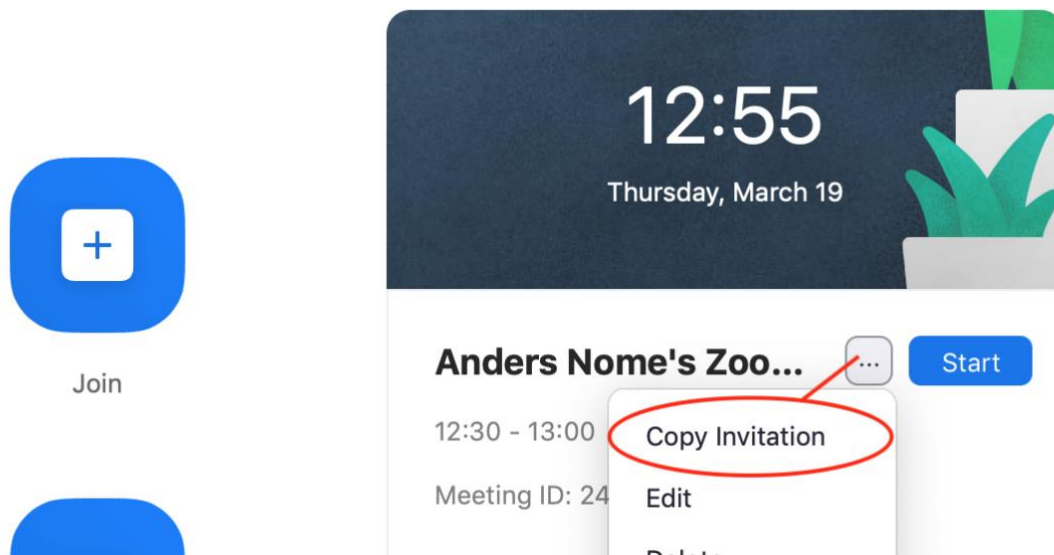 12:55
Thursday, March 19
Join
Anders Nome's Zoo... ... Start
12:30 - 13:00
Copy Invitation
Meeting ID: 24
Edit